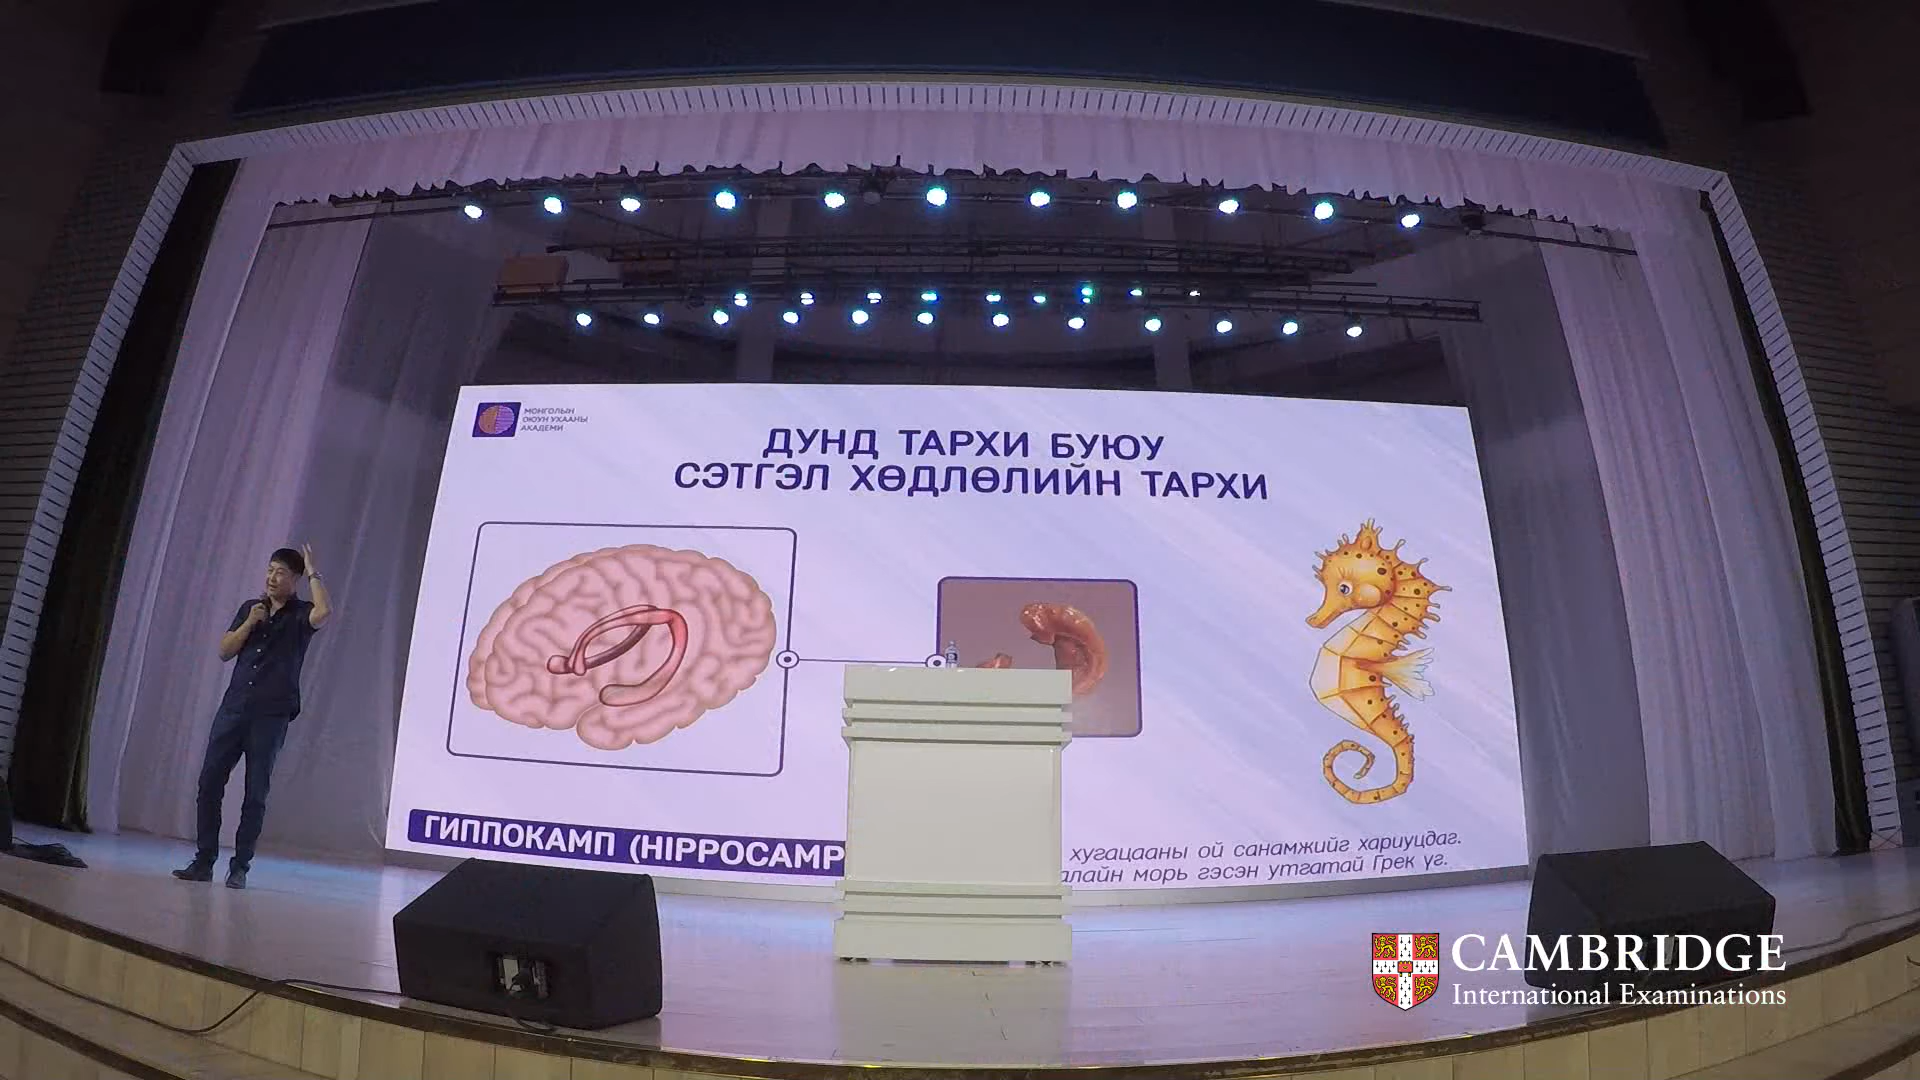 МОНГОЛЫН
ОЮУН УХААНЫ
АКАДЕМИ
ДУНД ТАРХИ БУЮУ
СЭТГЭЛ ХӨДЛӨЛИЙН ТАРХИ
ГИППОКАМП (HIPPOCAMP
хугацааны ой санамжийг хариуцдаг.
алайн морь гэсэн утгатай Грек үг.
CAMBRIDGE
International Examinations